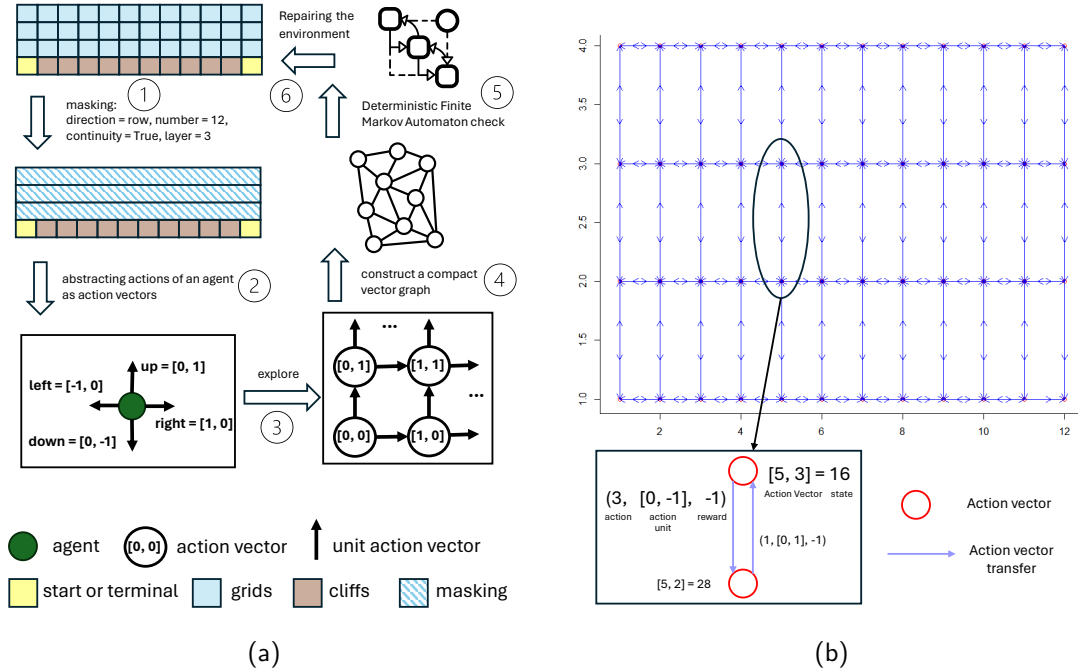 Repairing the
environment
1
6
5
masking:
direction = row, number = 12,
continuity = True, layer = 3
Deterministic Finite
Markov Automaton check
abstracting actions of an agent
as action vectors
2
construct a compact
vector graph
4
up = [0, 1]
left = [-1, 0]
right = [1, 0]
down = [0, -1]
explore
3
...
[0, 1]
[1, 1]
...
[0, 0]
[1, 0]
agent
[0, 0]
action vector
unit action vector
start or terminal
grids
cliffs
masking
(a)
4.0
3.5
3.0
2.5
2.0
1.5
1.0
2 4 6 8 10 12
[5, 3] = 16
Action Vector state
(3, [0, -1], -1)
action action reward
unit
(1, [0, 1], -1)
[5, 2] = 28
Action vector
Action vector
transfer
(b)